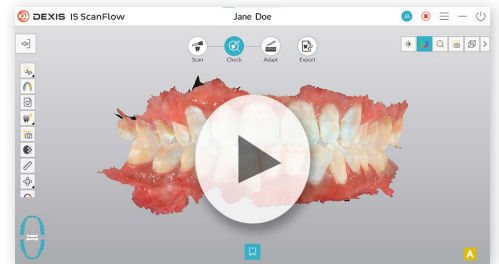 DEXIS IS ScanFlow
Jane Doe
JA
Scan
Check
Adapt
Export
A